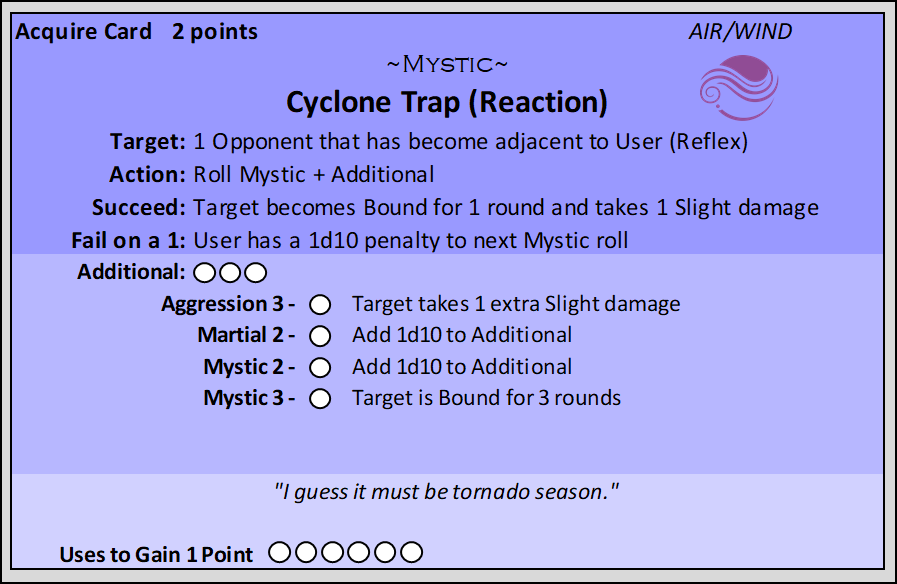 Acquire Card 2 points AIR/WIND
~Mystic~
Cyclone Trap (Reaction)
Target: 1 Opponent that has become adjacent to User (Reflex)
Action: Roll Mystic + Additional
Succeed: Target becomes Bound for 1 round and takes 1 Slight damage
Fail on a 1: User has a 1d10 penalty to next Mystic roll
Additional:
Aggression 3 - Target takes 1 extra Slight damage
Martial 2 - Add 1d10 to Additional
Mystic 2 - Add 1d10 to Additional
Mystic 3 - Target is Bound for 3 rounds
"I guess it must be tornado season."
Uses to Gain 1 Point